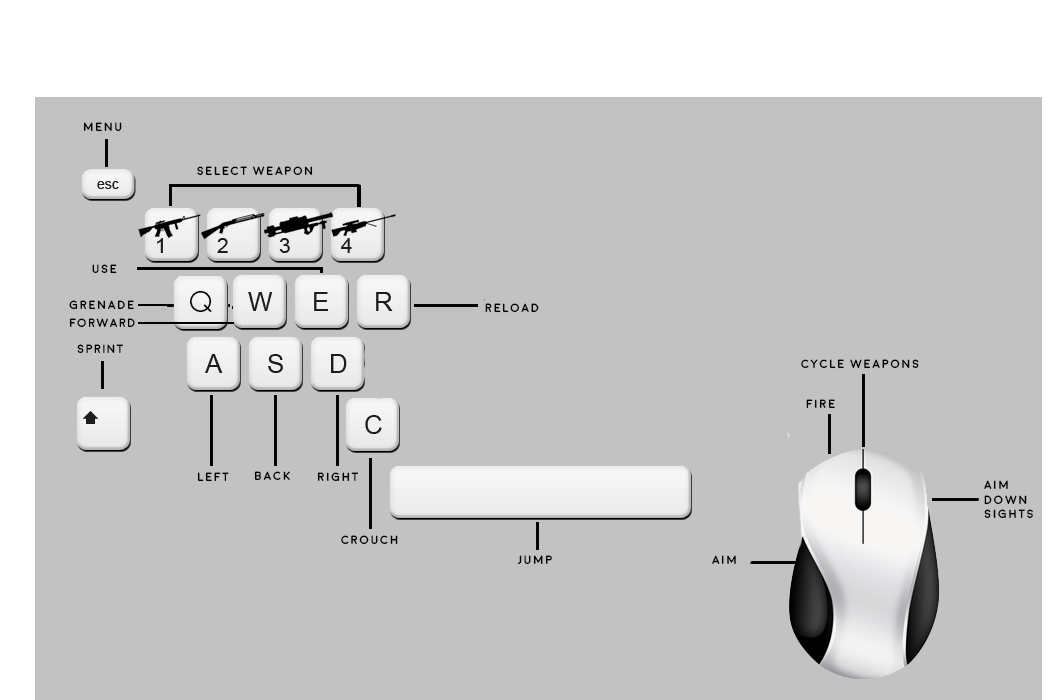 MENU
esc
SELECT WEAPON
1 2 3 4
USE
Q W E R
GRENADE
RELOAD
FORWARD
SPRINT
A S D
C
LEFT BACK RIGHT
CROUCH
JUMP
CYCLE WEAPONS
FIRE
AIM
DOWN
SIGHTS
AIM